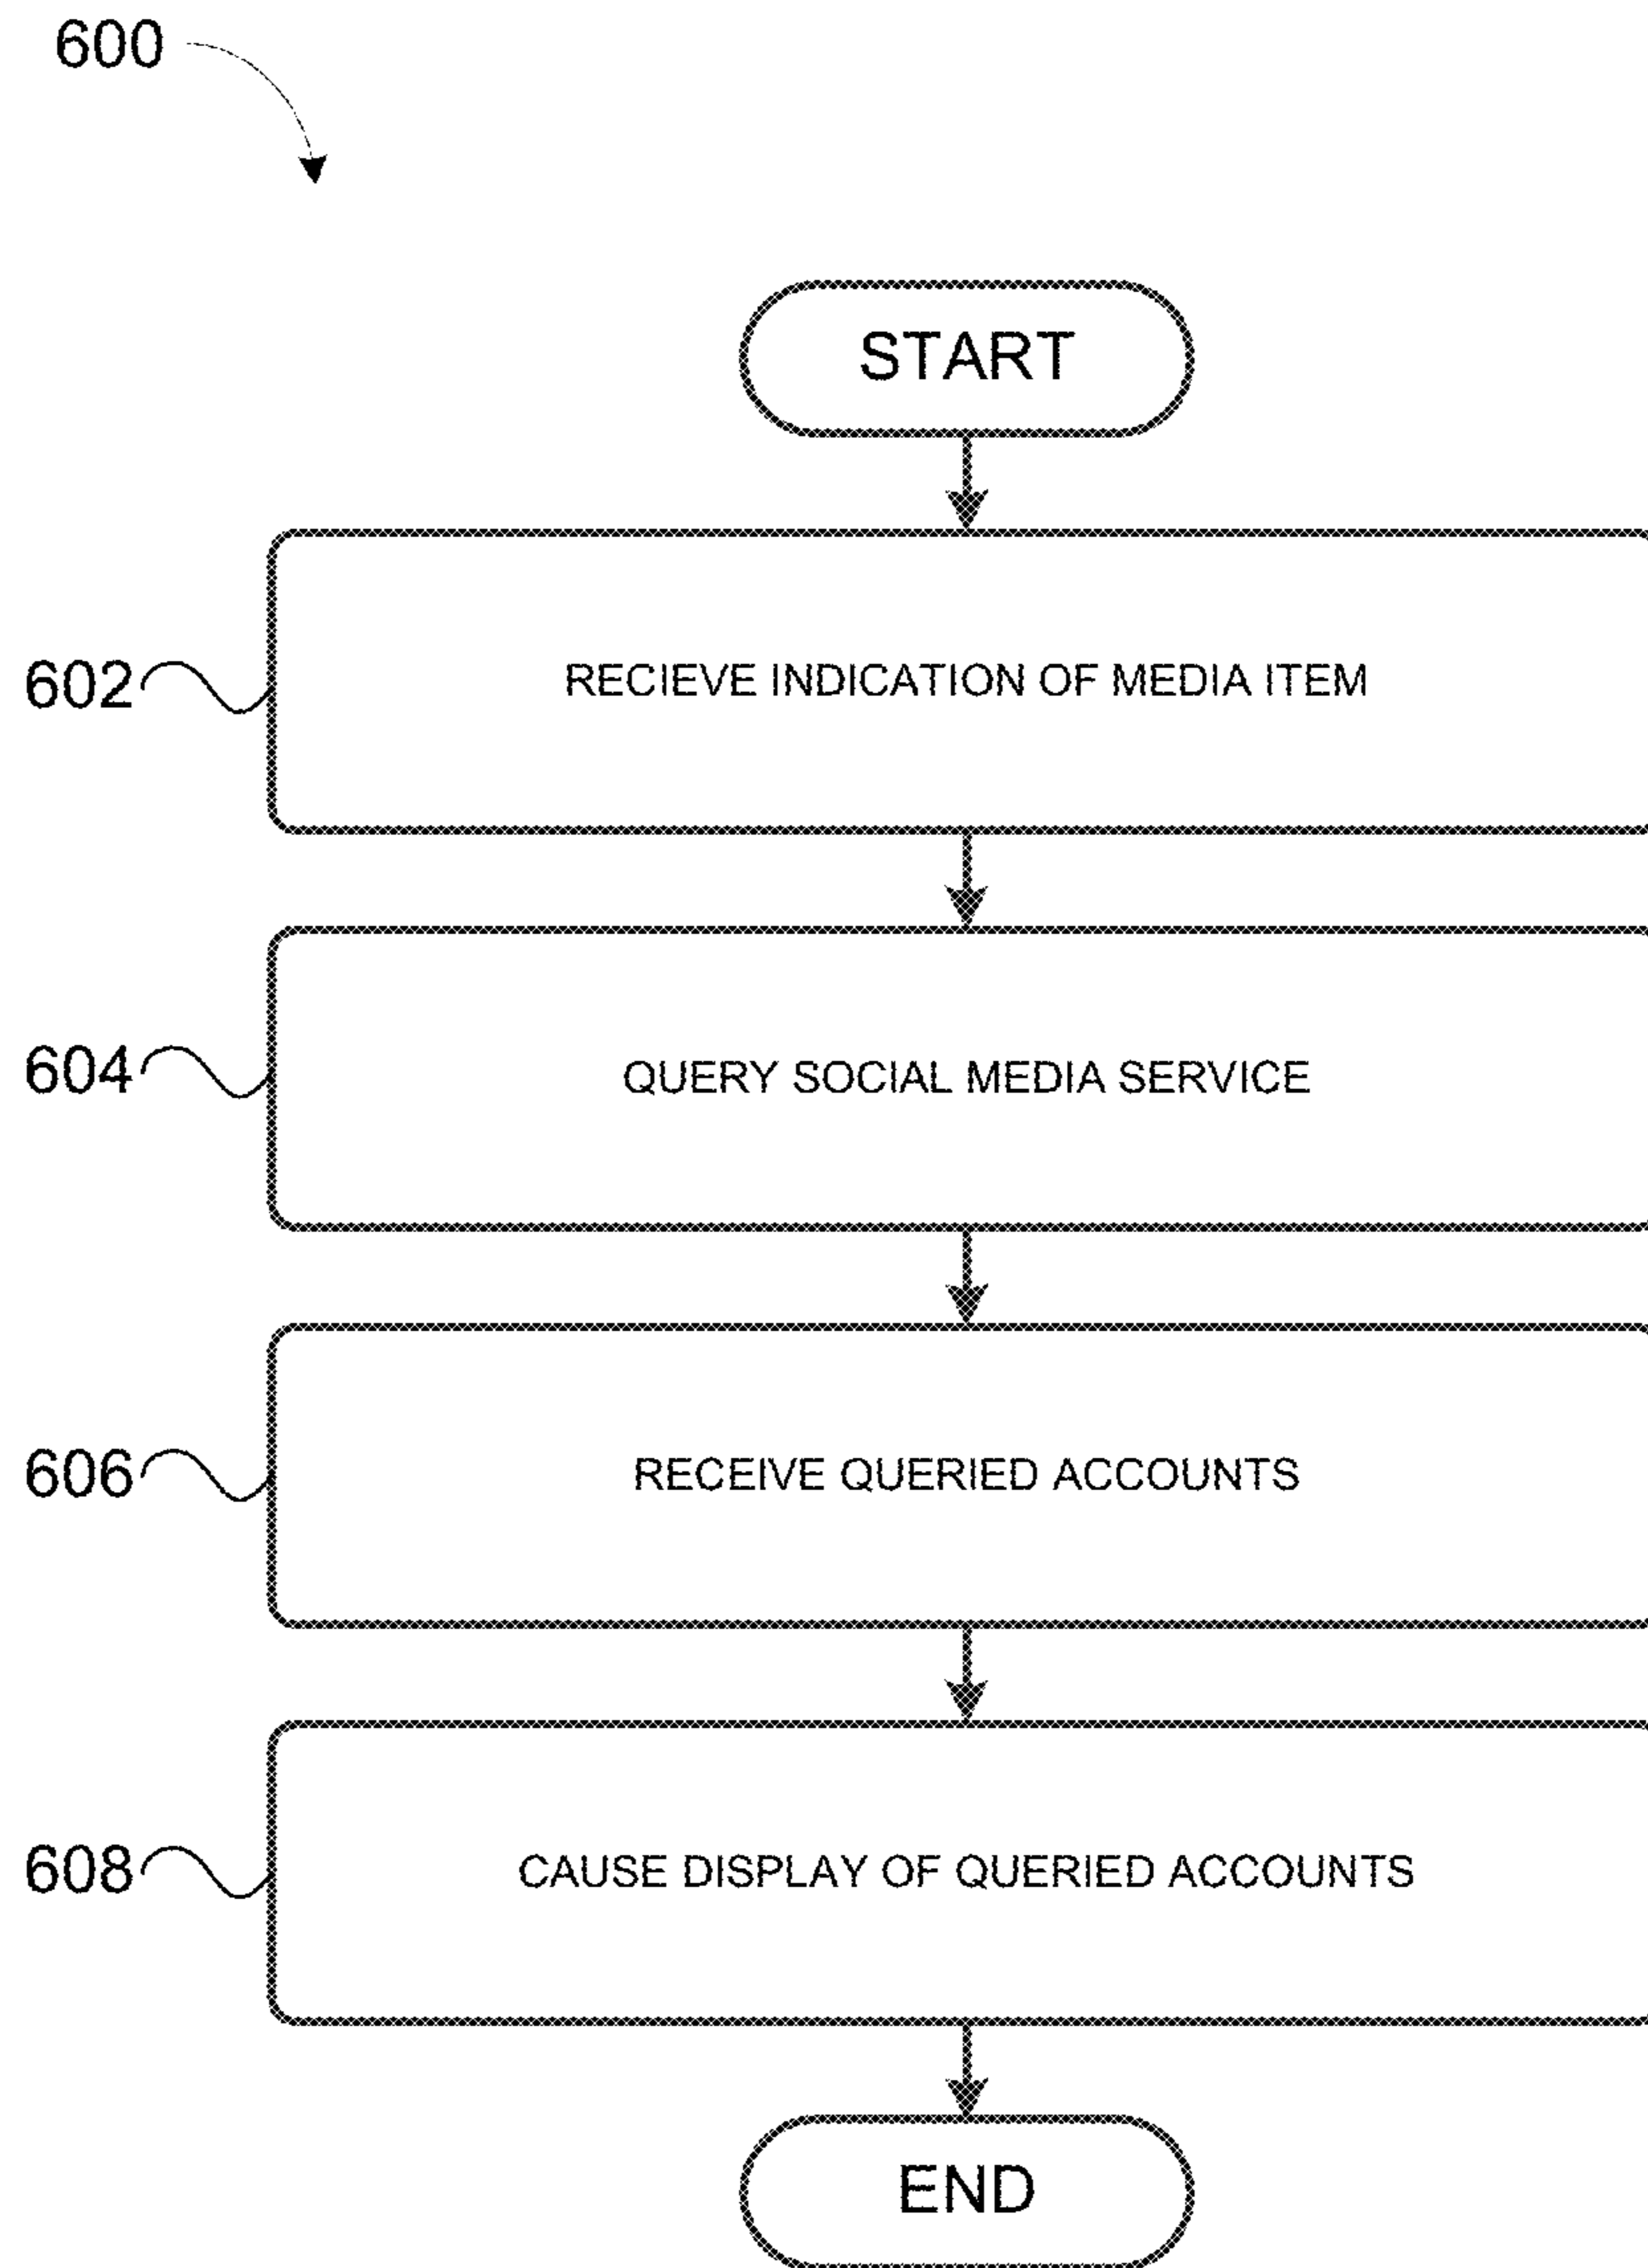 600
START
602
RECIEVE INDICATION OF MEDIA ITEM
604
QUERY SOCIAL MEDIA SERVICE
606
RECEIVE QUERIED ACCOUNTS
608
CAUSE DISPLAY OF QUERIED ACCOUNTS
END